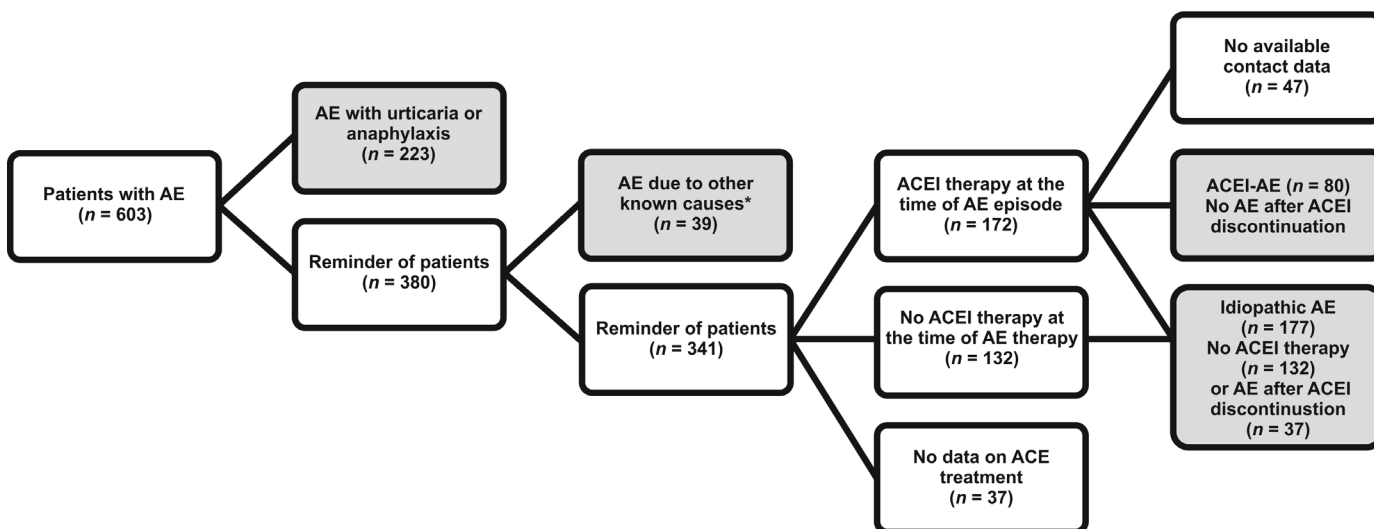 Patients with AE
(n = 603)
AE with urticaria or
anaphylaxis
(n = 223)
Reminder of patients
(n = 380)
AE due to other
known causes*
(n = 39)
Reminder of patients
(n = 341)
ACEI therapy at the
time of AE episode
(n = 172)
No ACEI therapy at
the time of AE therapy
(n = 132)
No data on ACE
treatment
(n = 37)
No available
contact data
(n = 47)
ACEI-AE (n = 80)
No AE after ACEI
discontinuation
Idiopathic AE
(n = 177)
No ACEI therapy
(n = 132)
or AE after ACEI
discontinustion
(n = 37)